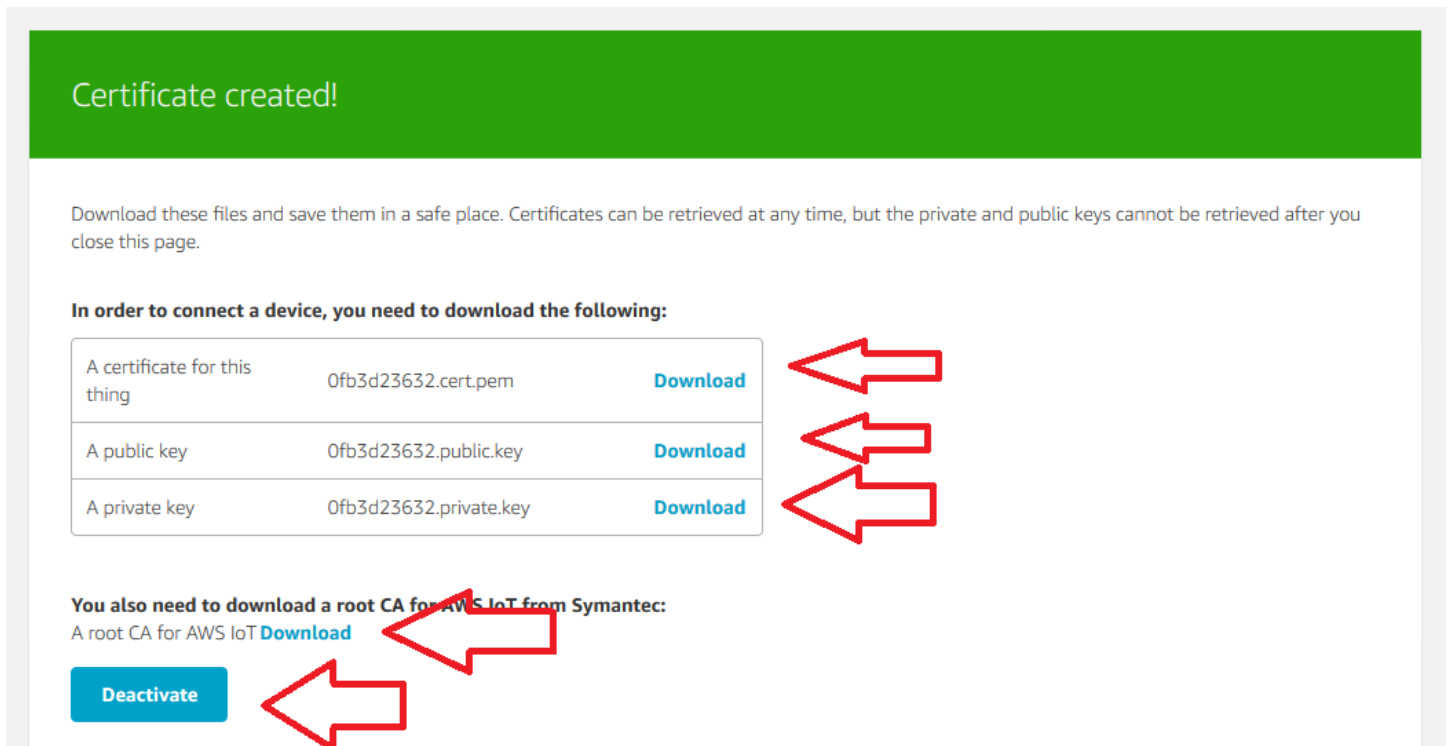 Certificate created!
Download these files and save them in a safe place. Certificates can be retrieved at any time, but the private and public keys cannot be retrieved after you
close this page.
In order to connect a device, you need to download the following:
A certificate for this
thing
0fb3d23632.cert.pem
Download
A public key 0fb3d23632.public.key Download
A private key 0fb3d23632.private.key Download
You also need to download a root CA for AWS IoT from Symantec:
A root CA for AWS IoT Download
Deactivate